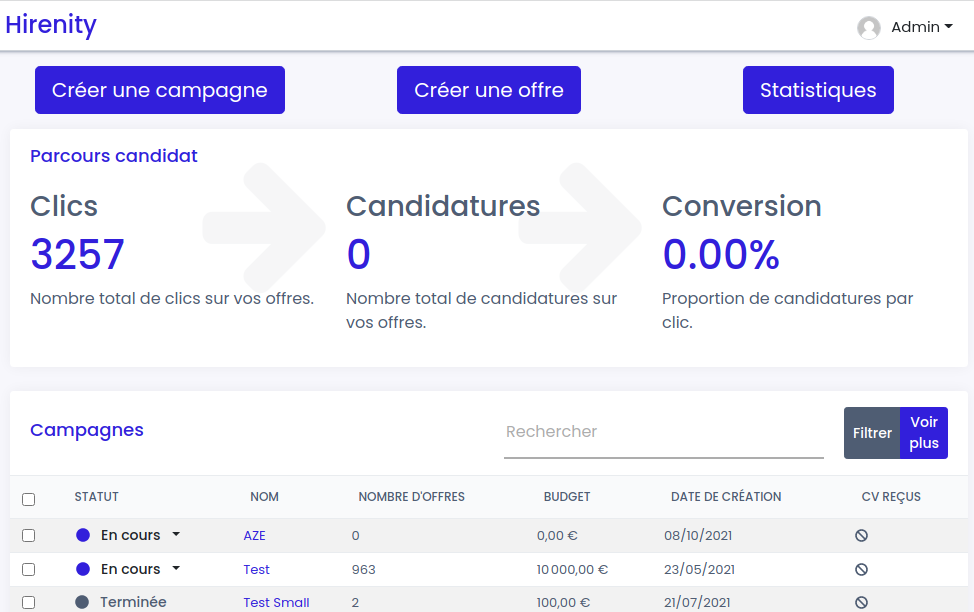 Hirenity
Admin
Créer une campagne
Créer une offre
Statistiques
Parcours candidat
Clics
Candidatures
Conversion
3257
0
0.00%
Nombre total de clics sur vos offres.
Nombre total de candidatures sur
vos offres.
Proportion de candidatures par
clic.
Campagnes
Rechercher
Filtrer
Voir
plus
STATUT NOM NOMBRE D'OFFRES BUDGET DATE DE CRÉATION CV REÇUS
En cours AZE 0 0,00 € 08/10/2021
En cours Test 963 10 000,00 € 23/05/2021
Terminée Test Small 2 100,00 € 21/07/2021